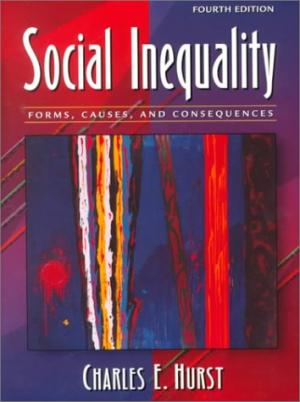 FOURTH EDITION
Social Inequality
FORMS, CAUSES, AND CONSEQUENCES
CHARLES E. HURST